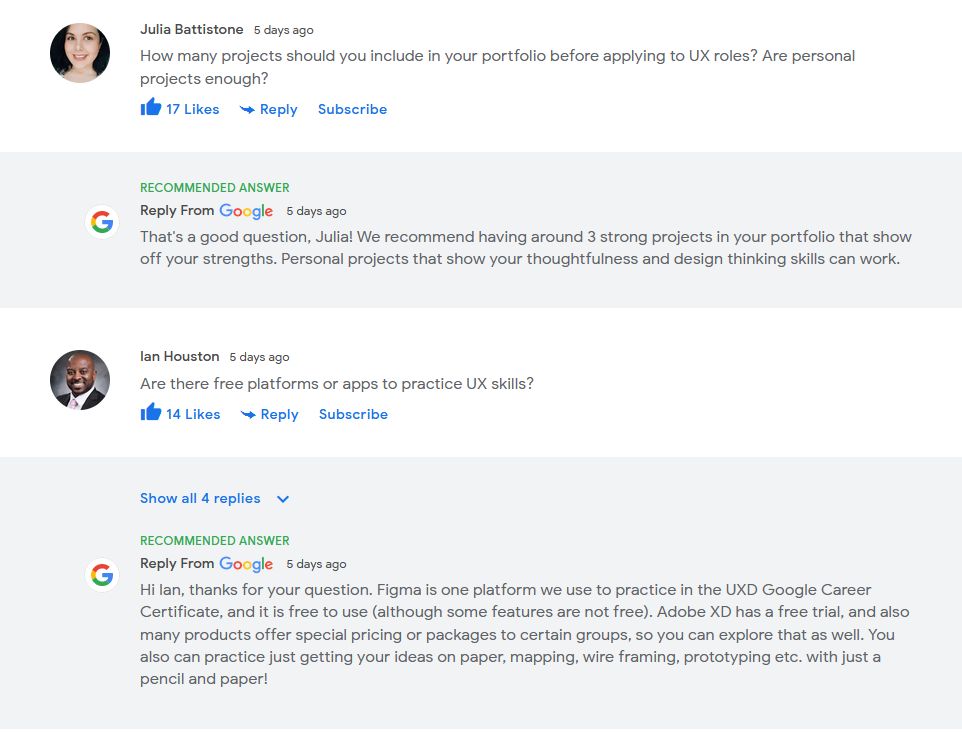 Julia Battistone 5 days ago
How many projects should you include in your portfolio before applying to UX roles? Are personal
projects enough?
17 Likes Reply Subscribe
RECOMMENDED ANSWER
Reply From Google 5 days ago
That's a good question, Julia! We recommend having around 3 strong projects in your portfolio that show
off your strengths. Personal projects that show your thoughtfulness and design thinking skills can work.
Ian Houston 5 days ago
Are there free platforms or apps to practice UX skills?
14 Likes Reply Subscribe
Show all 4 replies
RECOMMENDED ANSWER
Reply From Google 5 days ago
Hi Ian, thanks for your question. Figma is one platform we use to practice in the UXD Google Career
Certificate, and it is free to use (although some features are not free). Adobe XD has a free trial, and also
many products offer special pricing or packages to certain groups, so you can explore that as well. You
also can practice just getting your ideas on paper, mapping, wire framing, prototyping etc. with just a
pencil and paper!